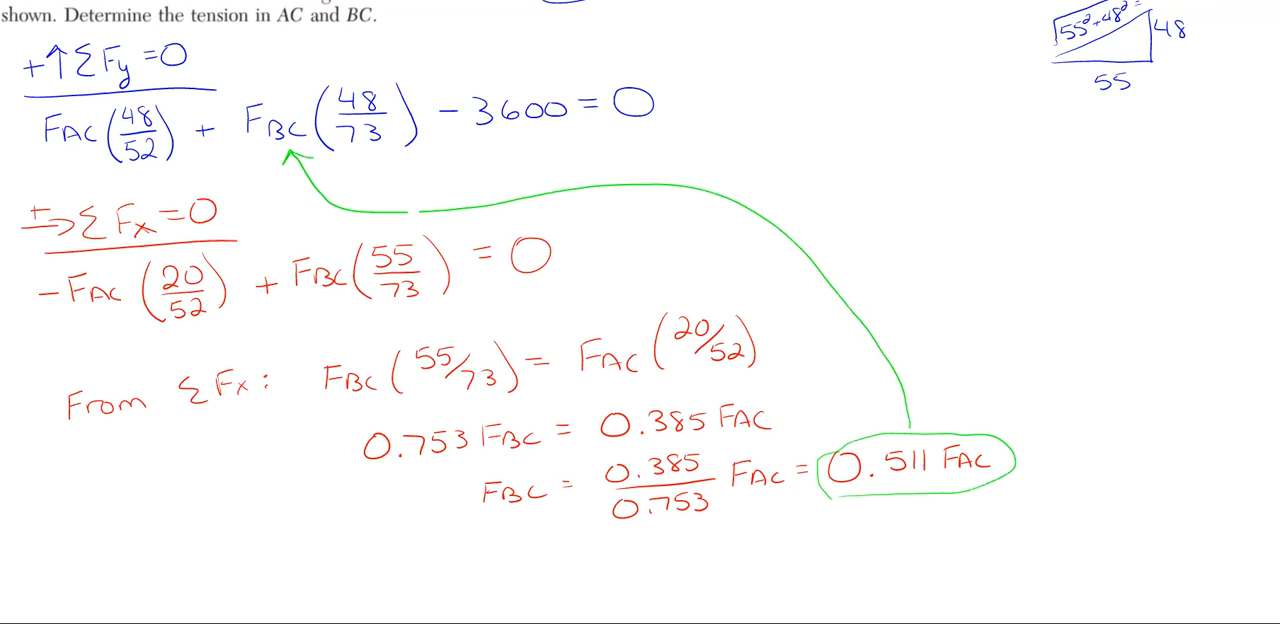 shown. Determine the tension in AC and BC.
√55²+48² =
48
55
+↑ΣFy=0
FAC(48/52) + FBC(48/73) - 3600 = 0
+→ΣFx=0
-FAC(20/52) + FBC(55/73) = 0
From ΣFx: FBC(55/73) = FAC(20/52)
0.753 FBC = 0.385 FAC
FBC = 0.385/0.753 FAC = 0.511 FAC